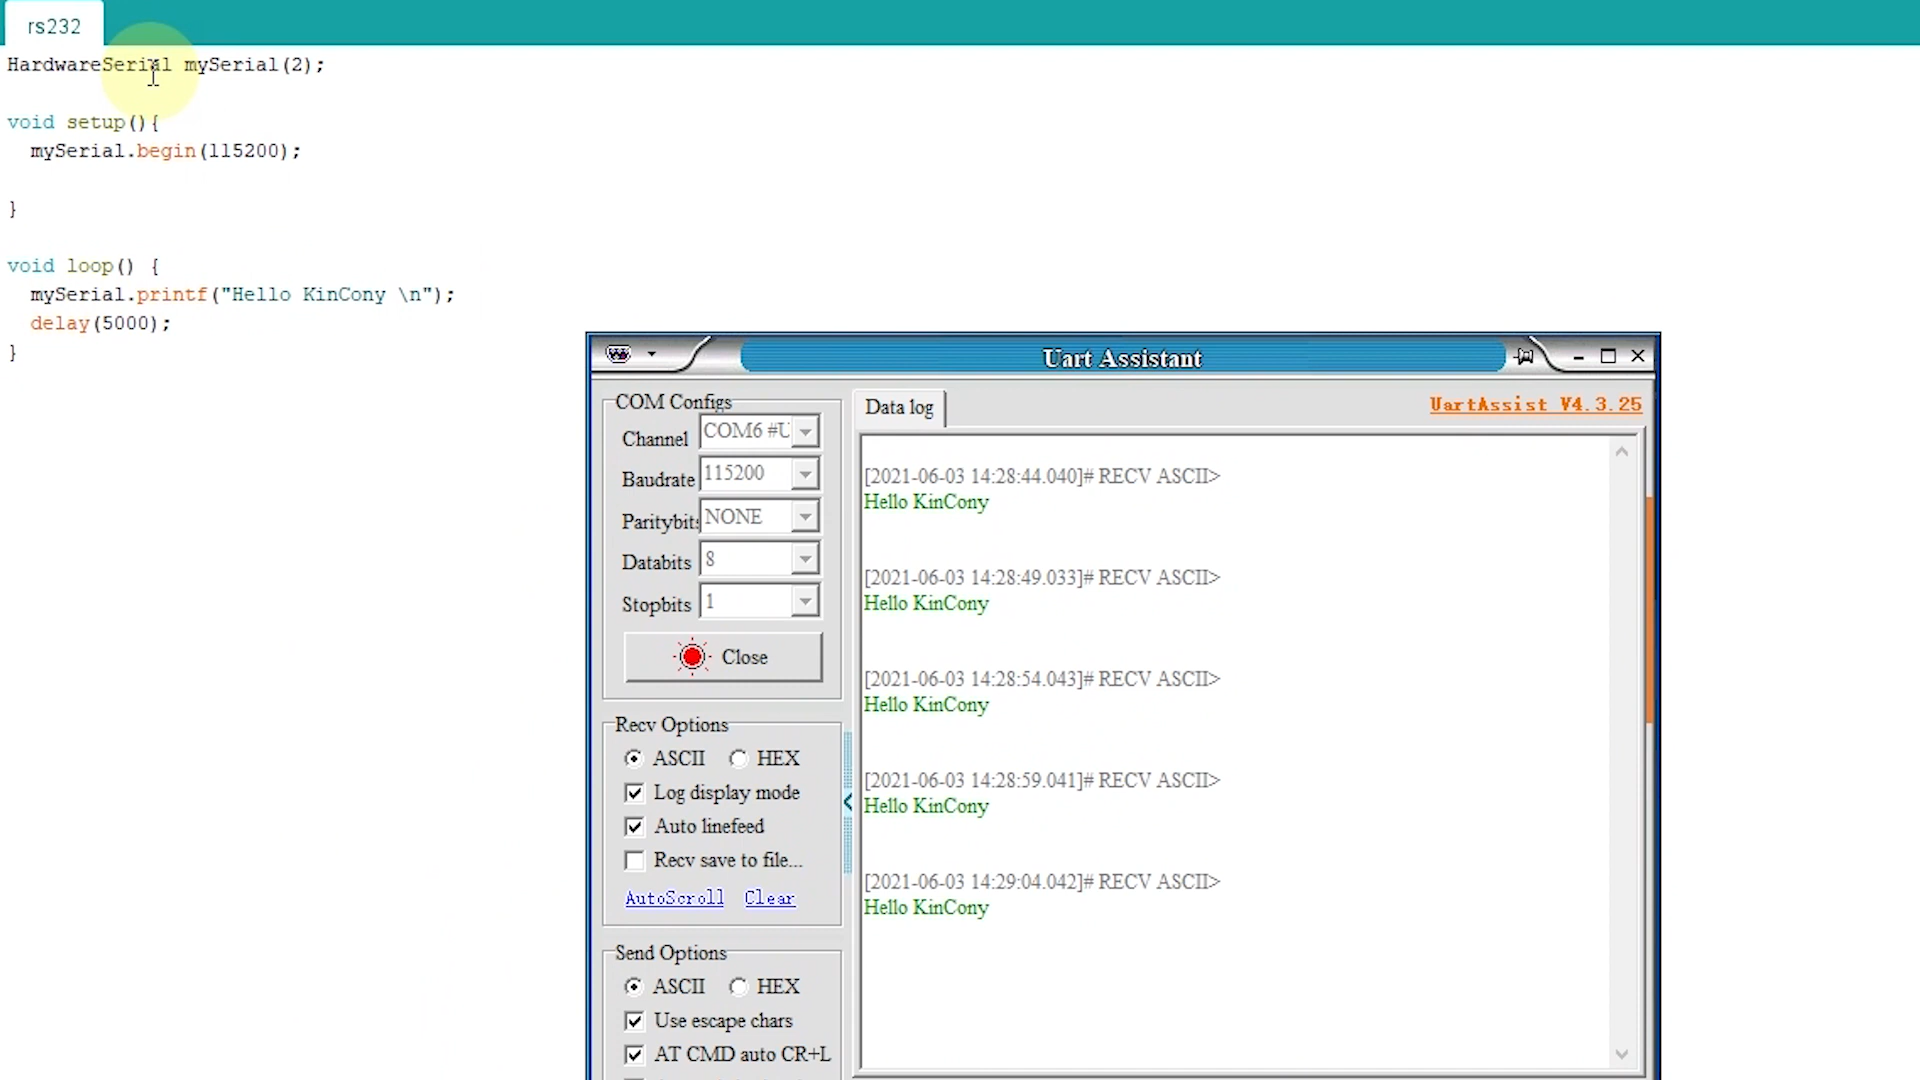 rs232
HardwareSerial mySerial(2);
void setup(){
mySerial.begin(115200);
}
void loop() {
mySerial.printf("Hello KinCony \n");
delay(5000);
}
Uart Assistant
COM Configs
Channel COM6 #U
Baudrate 115200
Paritybits NONE
Databits 8
Stopbits 1
Close
Recv Options
ASCII HEX
Log display mode
Auto linefeed
Recv save to file...
AutoScroll Clear
Send Options
ASCII HEX
Use escape chars
AT CMD auto CR+L
Data log
UartAssist V4.3.25
[2021-06-03 14:28:44.040]# RECV ASCII>
Hello KinCony
[2021-06-03 14:28:49.033]# RECV ASCII>
Hello KinCony
[2021-06-03 14:28:54.043]# RECV ASCII>
Hello KinCony
[2021-06-03 14:28:59.041]# RECV ASCII>
Hello KinCony
[2021-06-03 14:29:04.042]# RECV ASCII>
Hello KinCony